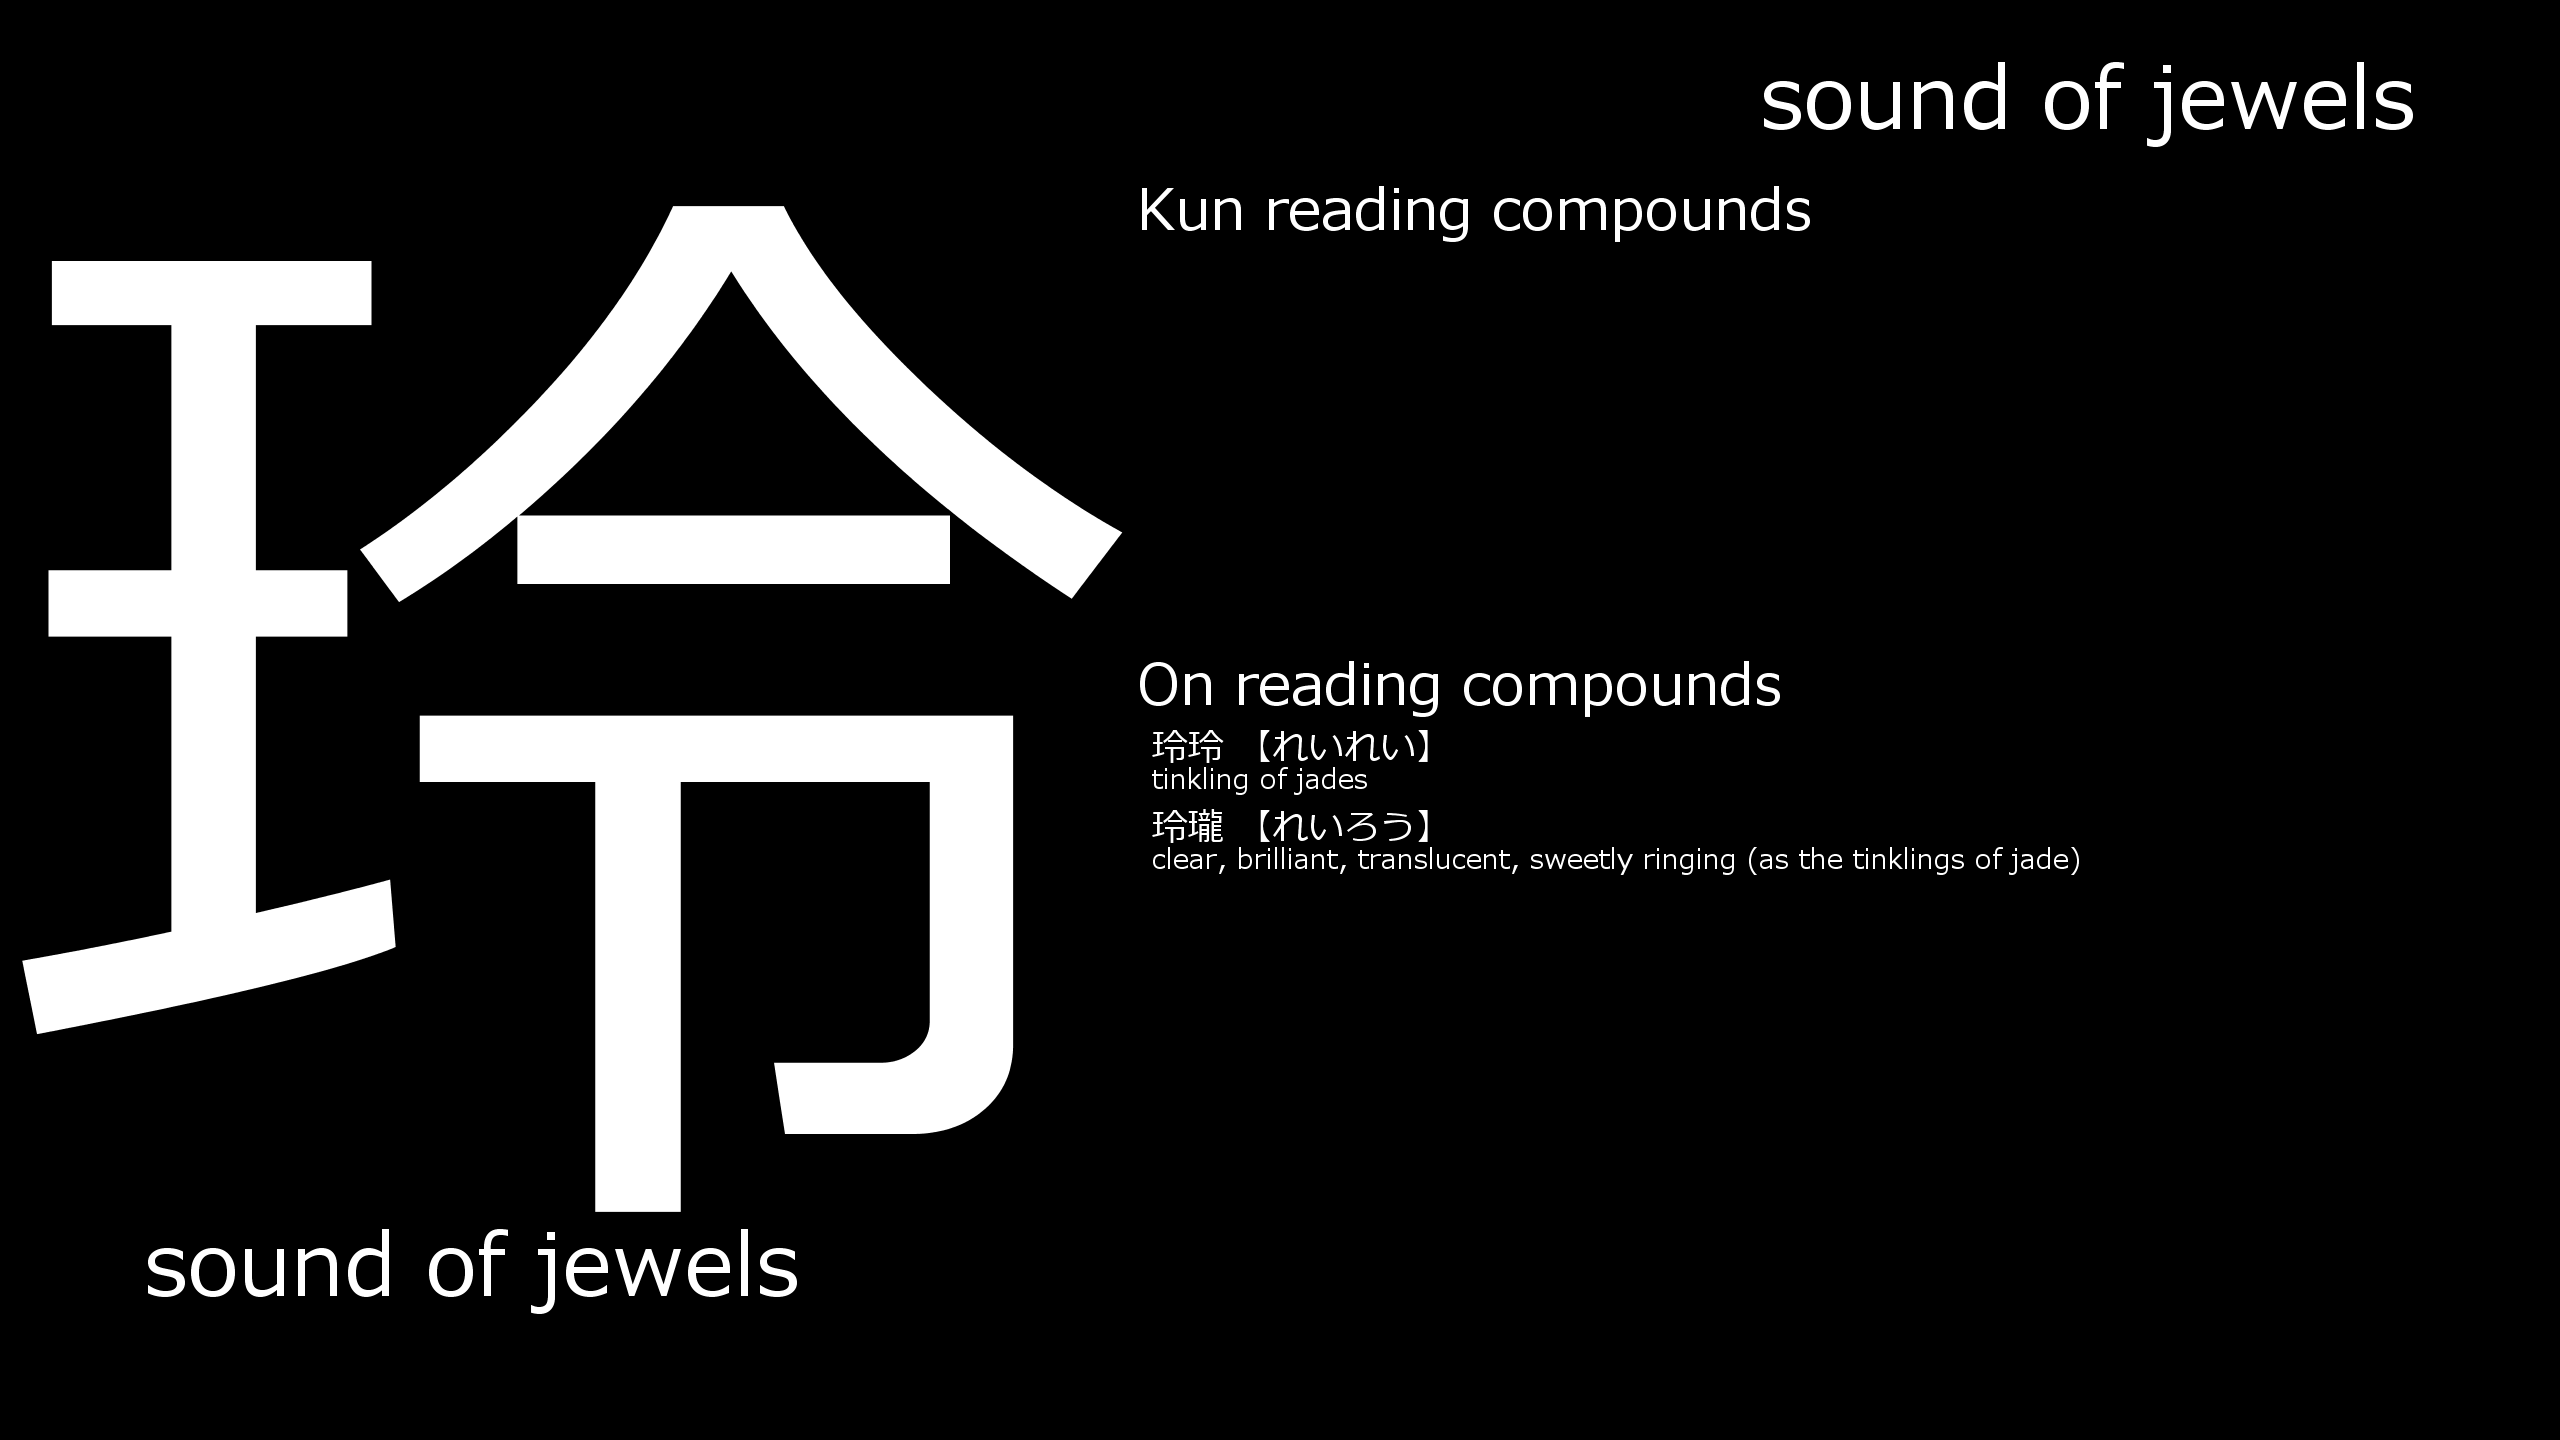 sound of jewels
玲
Kun reading compounds
On reading compounds
玲玲 【れいれい】
tinkling of jades
玲瓏 【れいろう】
clear, brilliant, translucent, sweetly ringing (as the tinklings of jade)
sound of jewels